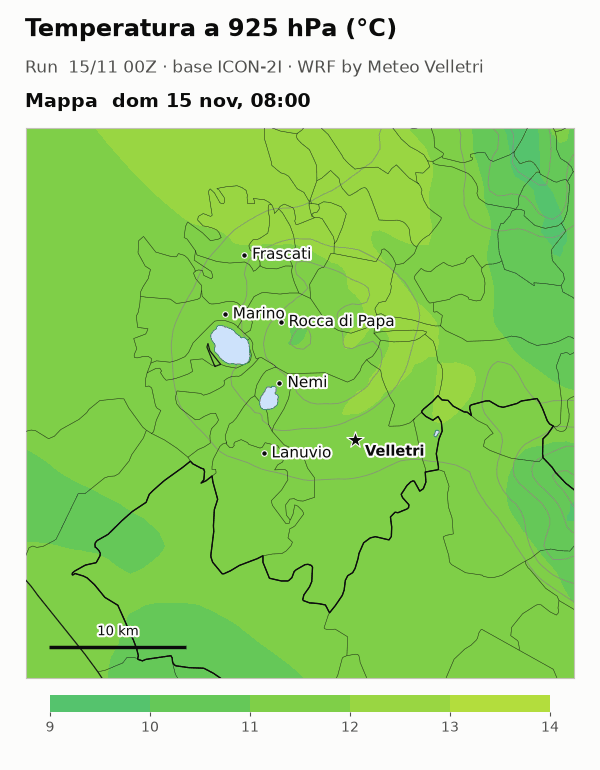 Temperatura a 925 hPa (°C)
Run  15/11 00Z · base ICON-2I · WRF by Meteo Velletri
Mappa  dom 15 nov, 08:00
Frascati
Marino
Rocca di Papa
Nemi
Velletri
Lanuvio
10 km
9 10 11 12 13 14